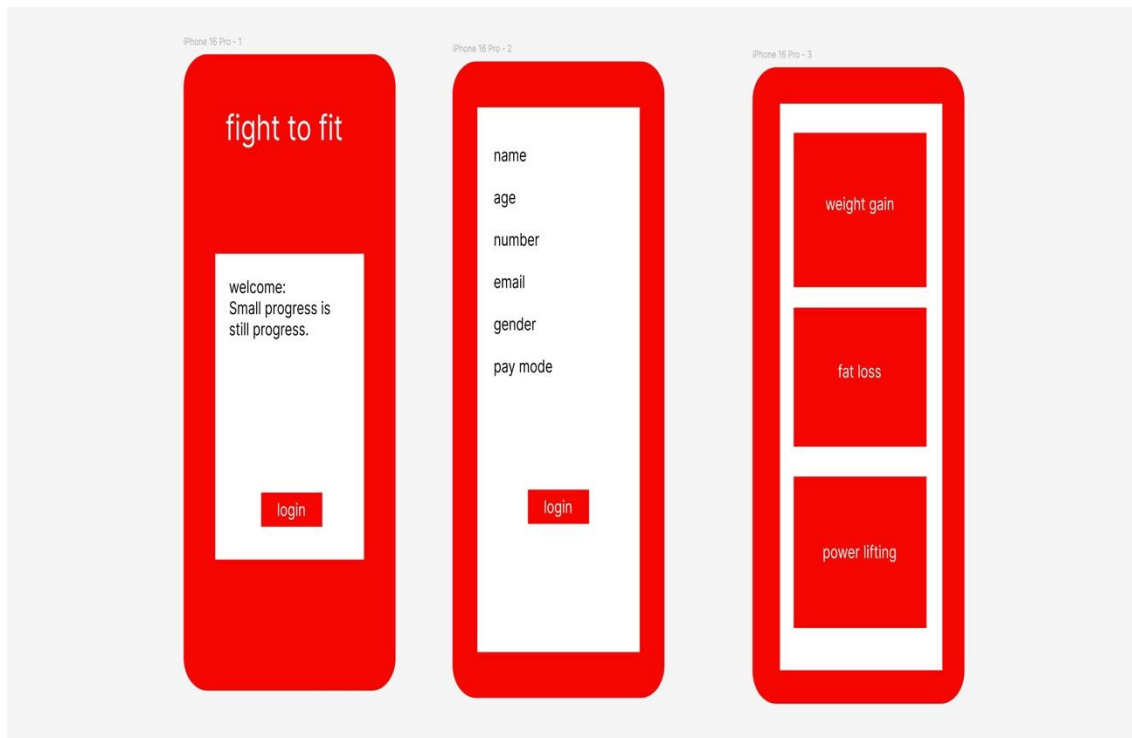 iPhone 16 Pro - 1
fight to fit
welcome:
Small progress is
still progress.
login
iPhone 16 Pro - 2
name
age
number
email
gender
pay mode
login
iPhone 16 Pro - 3
weight gain
fat loss
power lifting